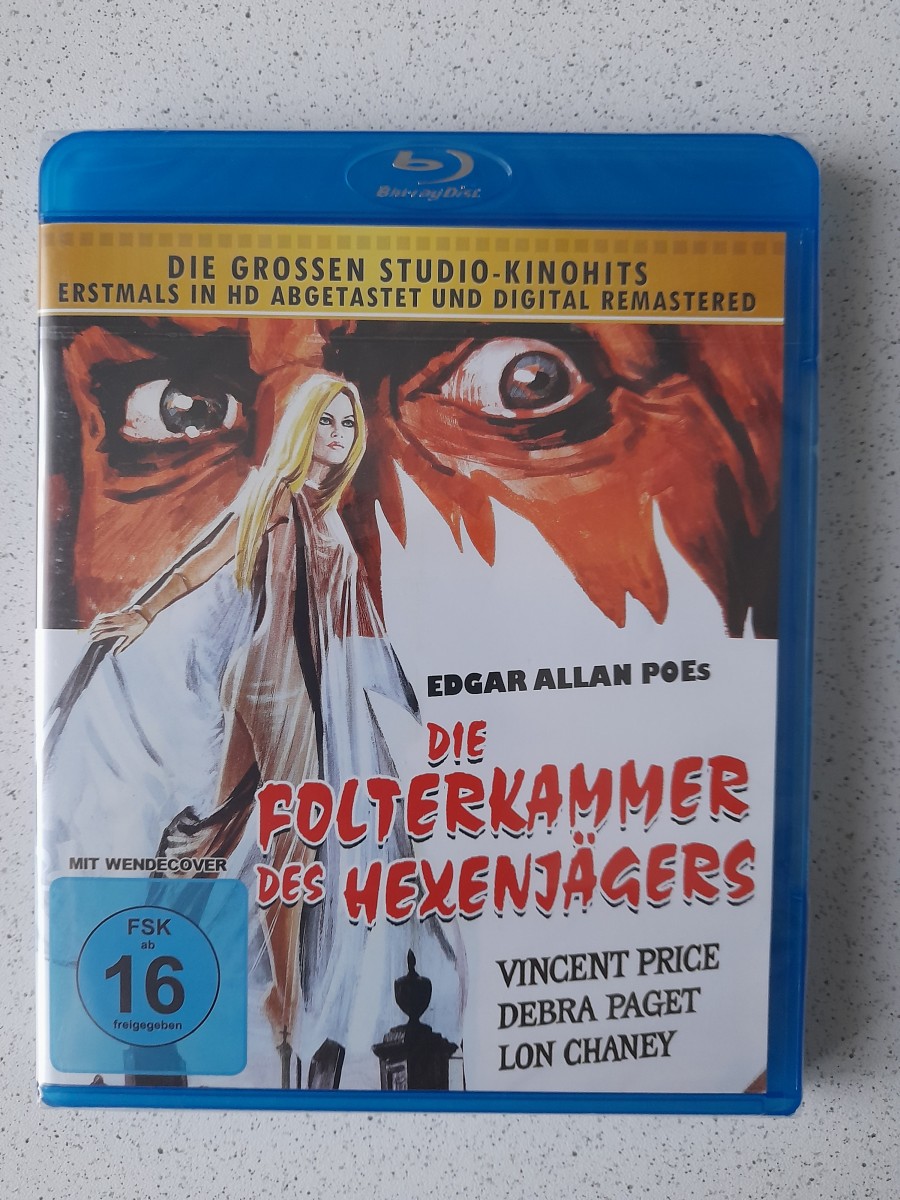 Blu-ray Disc
DIE GROSSEN STUDIO-KINOHITS
ERSTMALS IN HD ABGETASTET UND DIGITAL REMASTERED
EDGAR ALLAN POEs
DIE
FOLTERKAMMER
DES HEXENJÄGERS
MIT WENDECOVER
FSK
ab
16
freigegeben
VINCENT PRICE
DEBRA PAGET
LON CHANEY